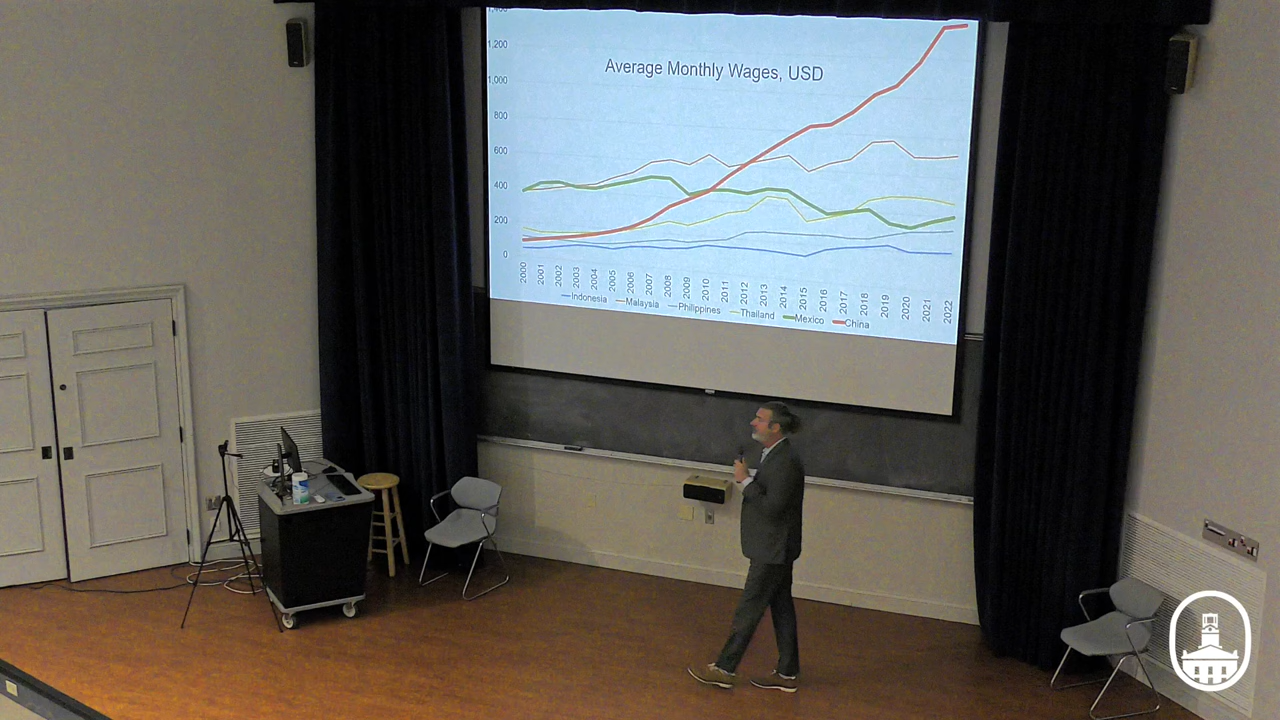 1,400
Average Monthly Wages, USD
1,200
1,000
800
600
400
200
0
2000 2001 2002 2003 2004 2005 2006 2007 2008 2009 2010 2011 2012 2013 2014 2015 2016 2017 2018 2019 2020 2021 2022
Indonesia Malaysia Philippines Thailand Mexico China